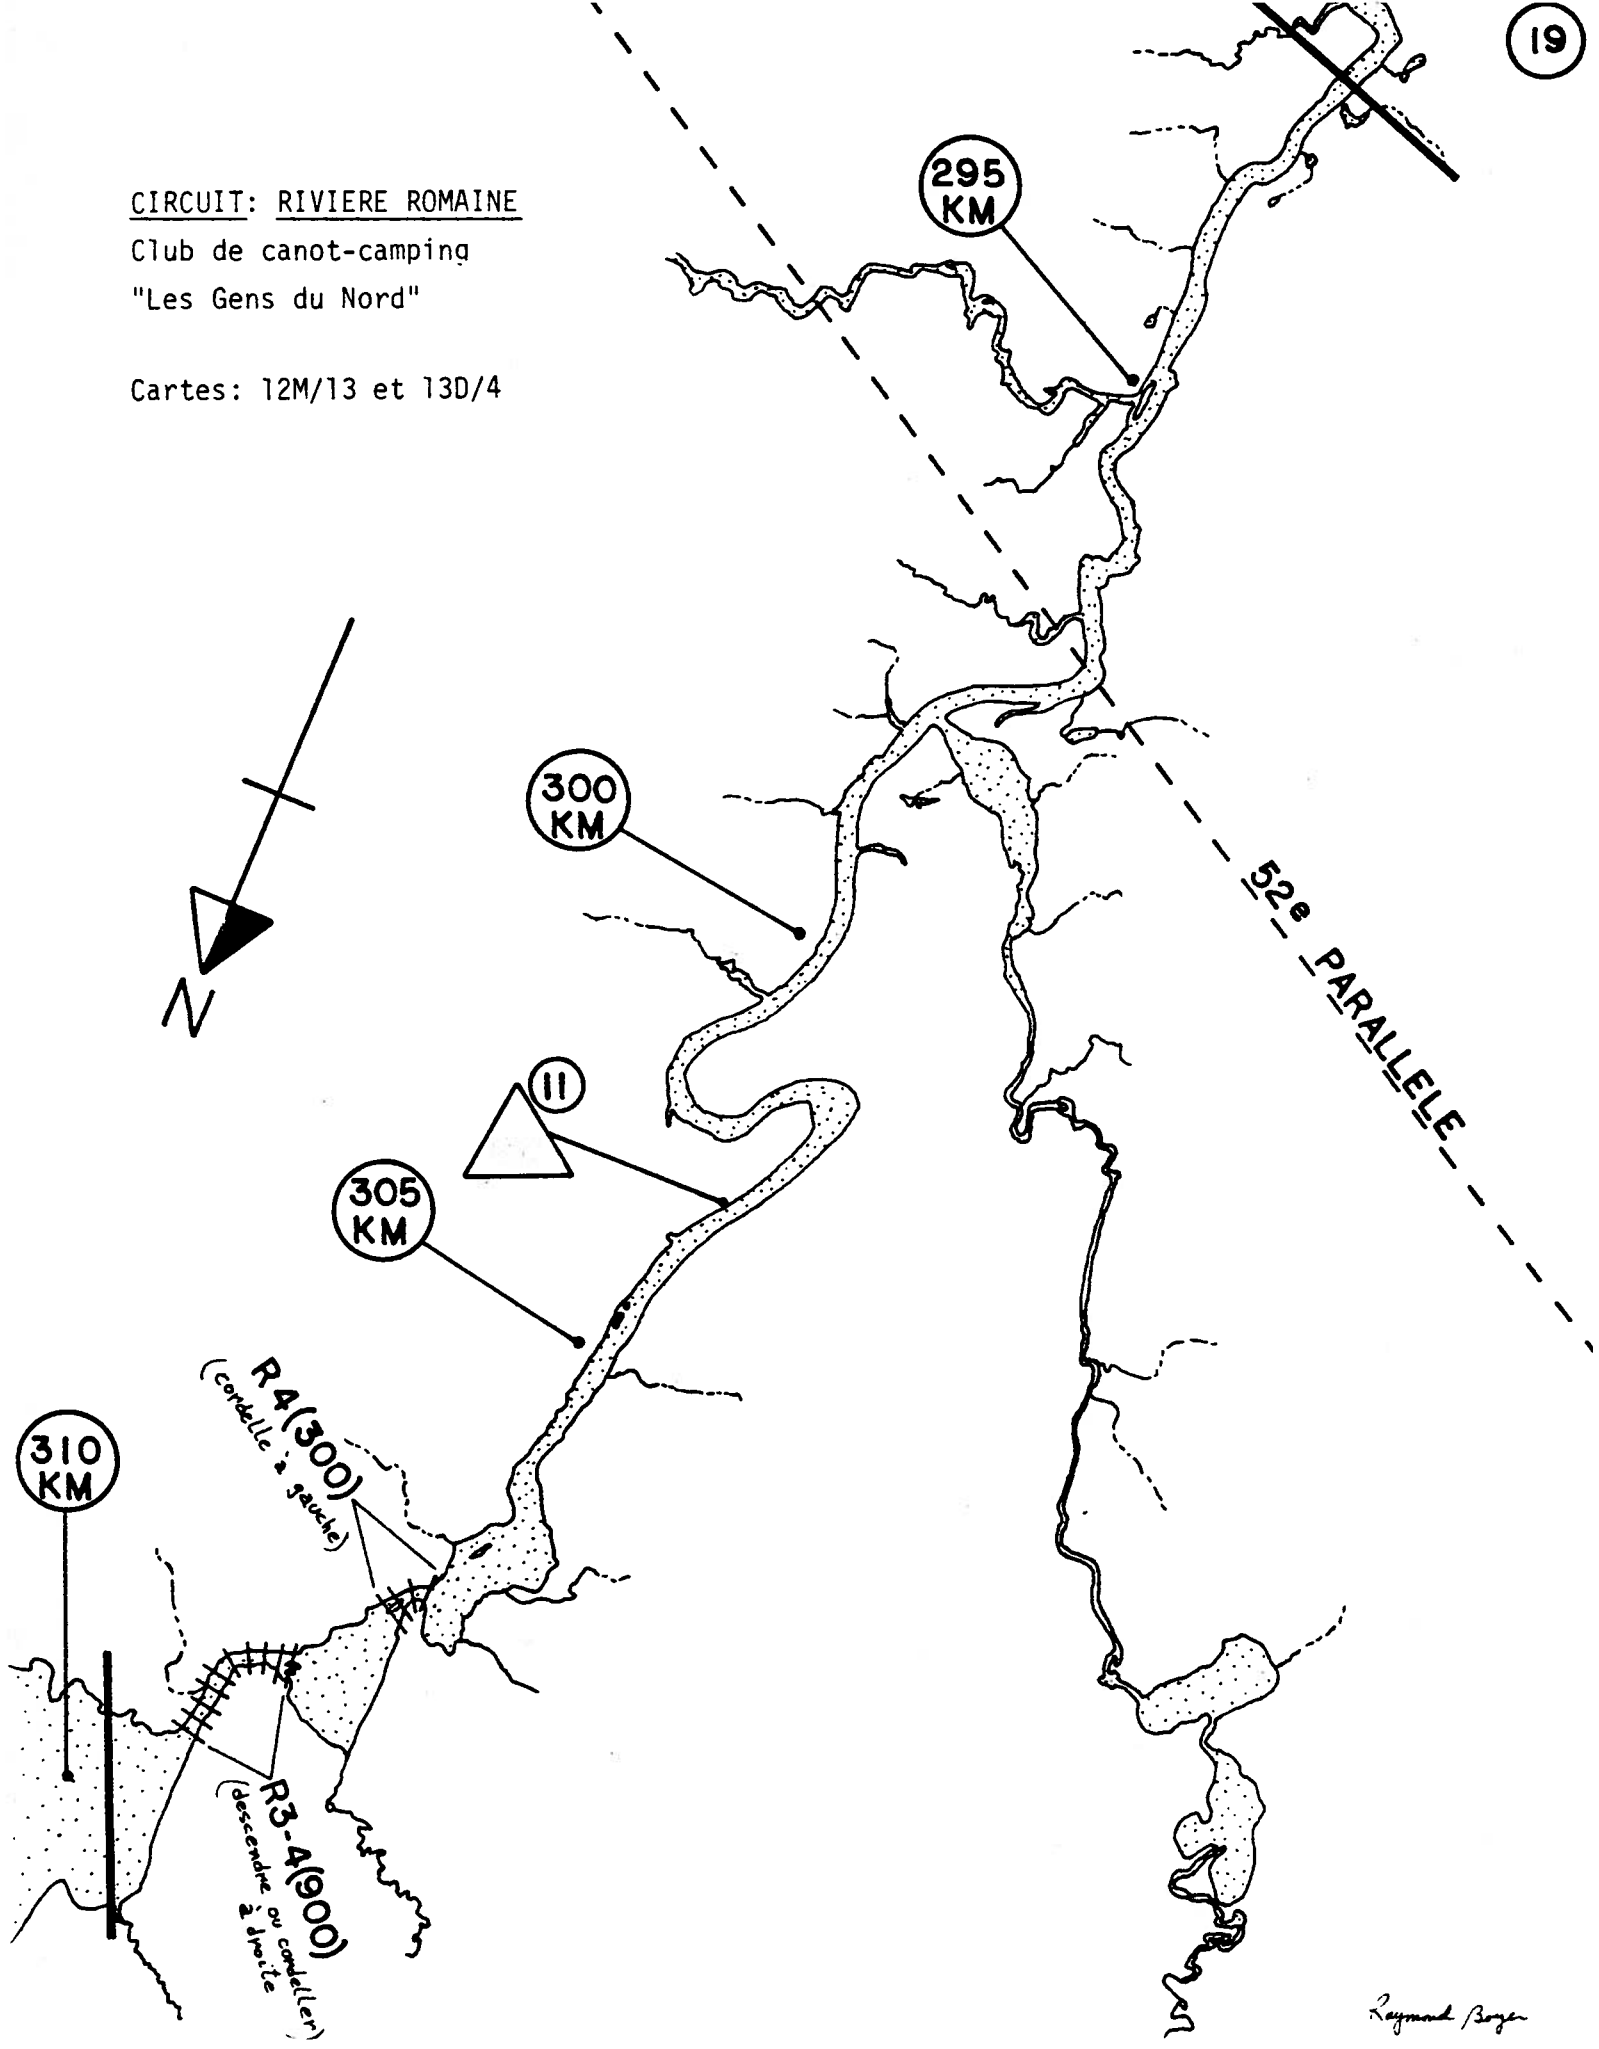 19
CIRCUIT: RIVIERE ROMAINE
Club de canot-camping
"Les Gens du Nord"
Cartes: 12M/13 et 13D/4
295
KM
300
KM
52e PARALLELE
N
11
305
KM
R4(300)
(cordelle à gauche)
310
KM
R3-4(900)
(descendre ou cordeller)
à droite
Raymond Boyer